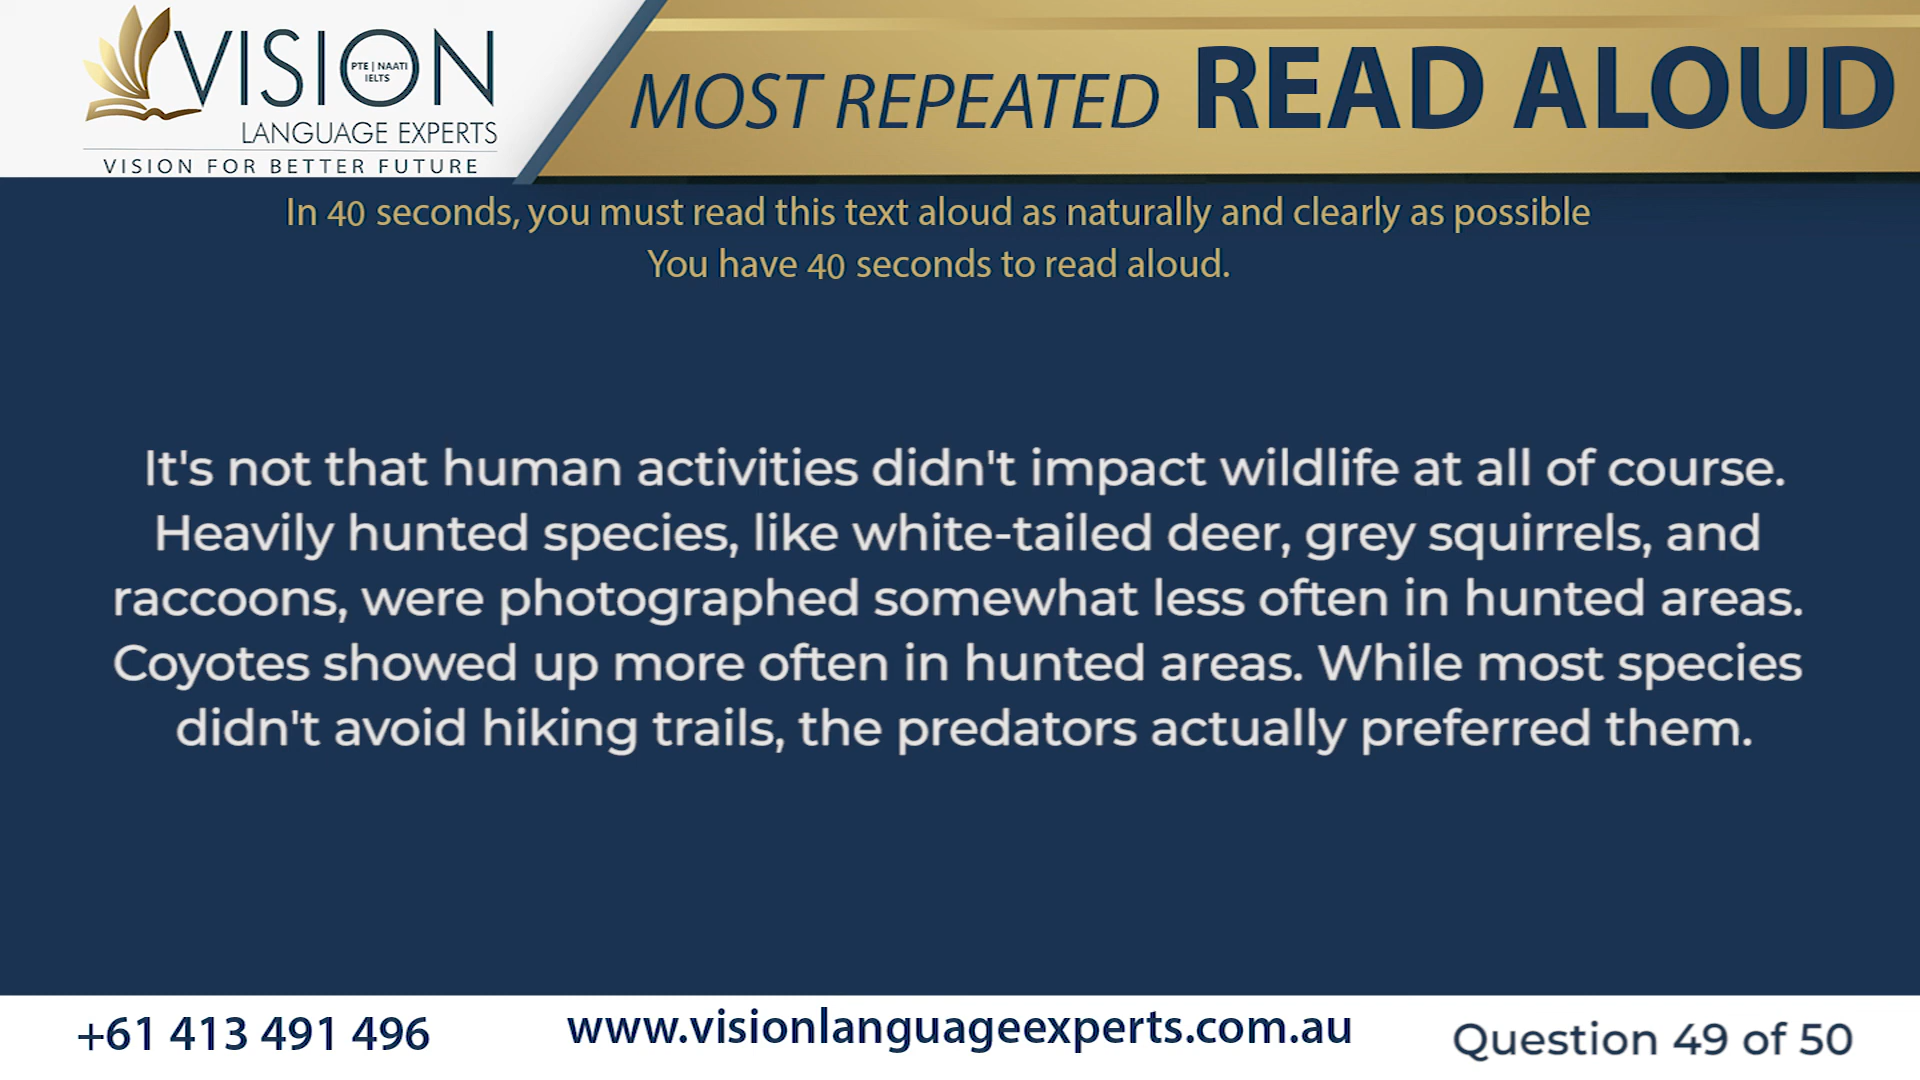 VISION
PTE | NAATI
IELTS
LANGUAGE EXPERTS
VISION FOR BETTER FUTURE
MOST REPEATED READ ALOUD
In 40 seconds, you must read this text aloud as naturally and clearly as possible
You have 40 seconds to read aloud.
It's not that human activities didn't impact wildlife at all of course.
Heavily hunted species, like white-tailed deer, grey squirrels, and
raccoons, were photographed somewhat less often in hunted areas.
Coyotes showed up more often in hunted areas. While most species
didn't avoid hiking trails, the predators actually preferred them.
+61 413 491 496
www.visionlanguageexperts.com.au
Question 49 of 50